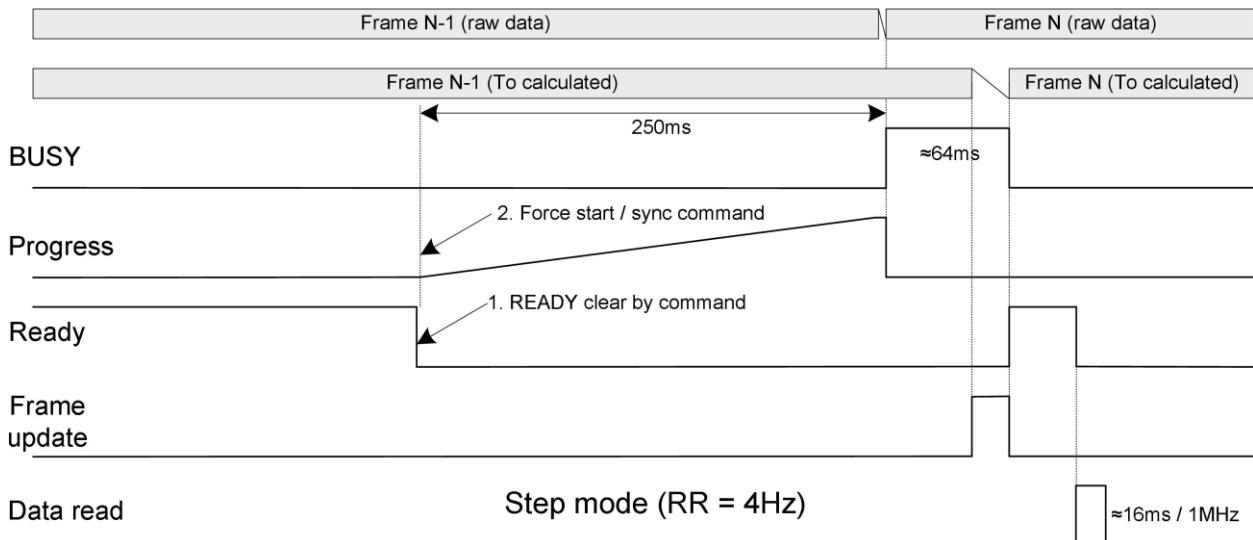 Frame N-1 (raw data)
Frame N (raw data)
Frame N-1 (To calculated)
Frame N (To calculated)
250ms
BUSY
≈64ms
2. Force start / sync command
Progress
1. READY clear by command
Ready
Frame
update
Data read
Step mode (RR = 4Hz)
≈16ms / 1MHz